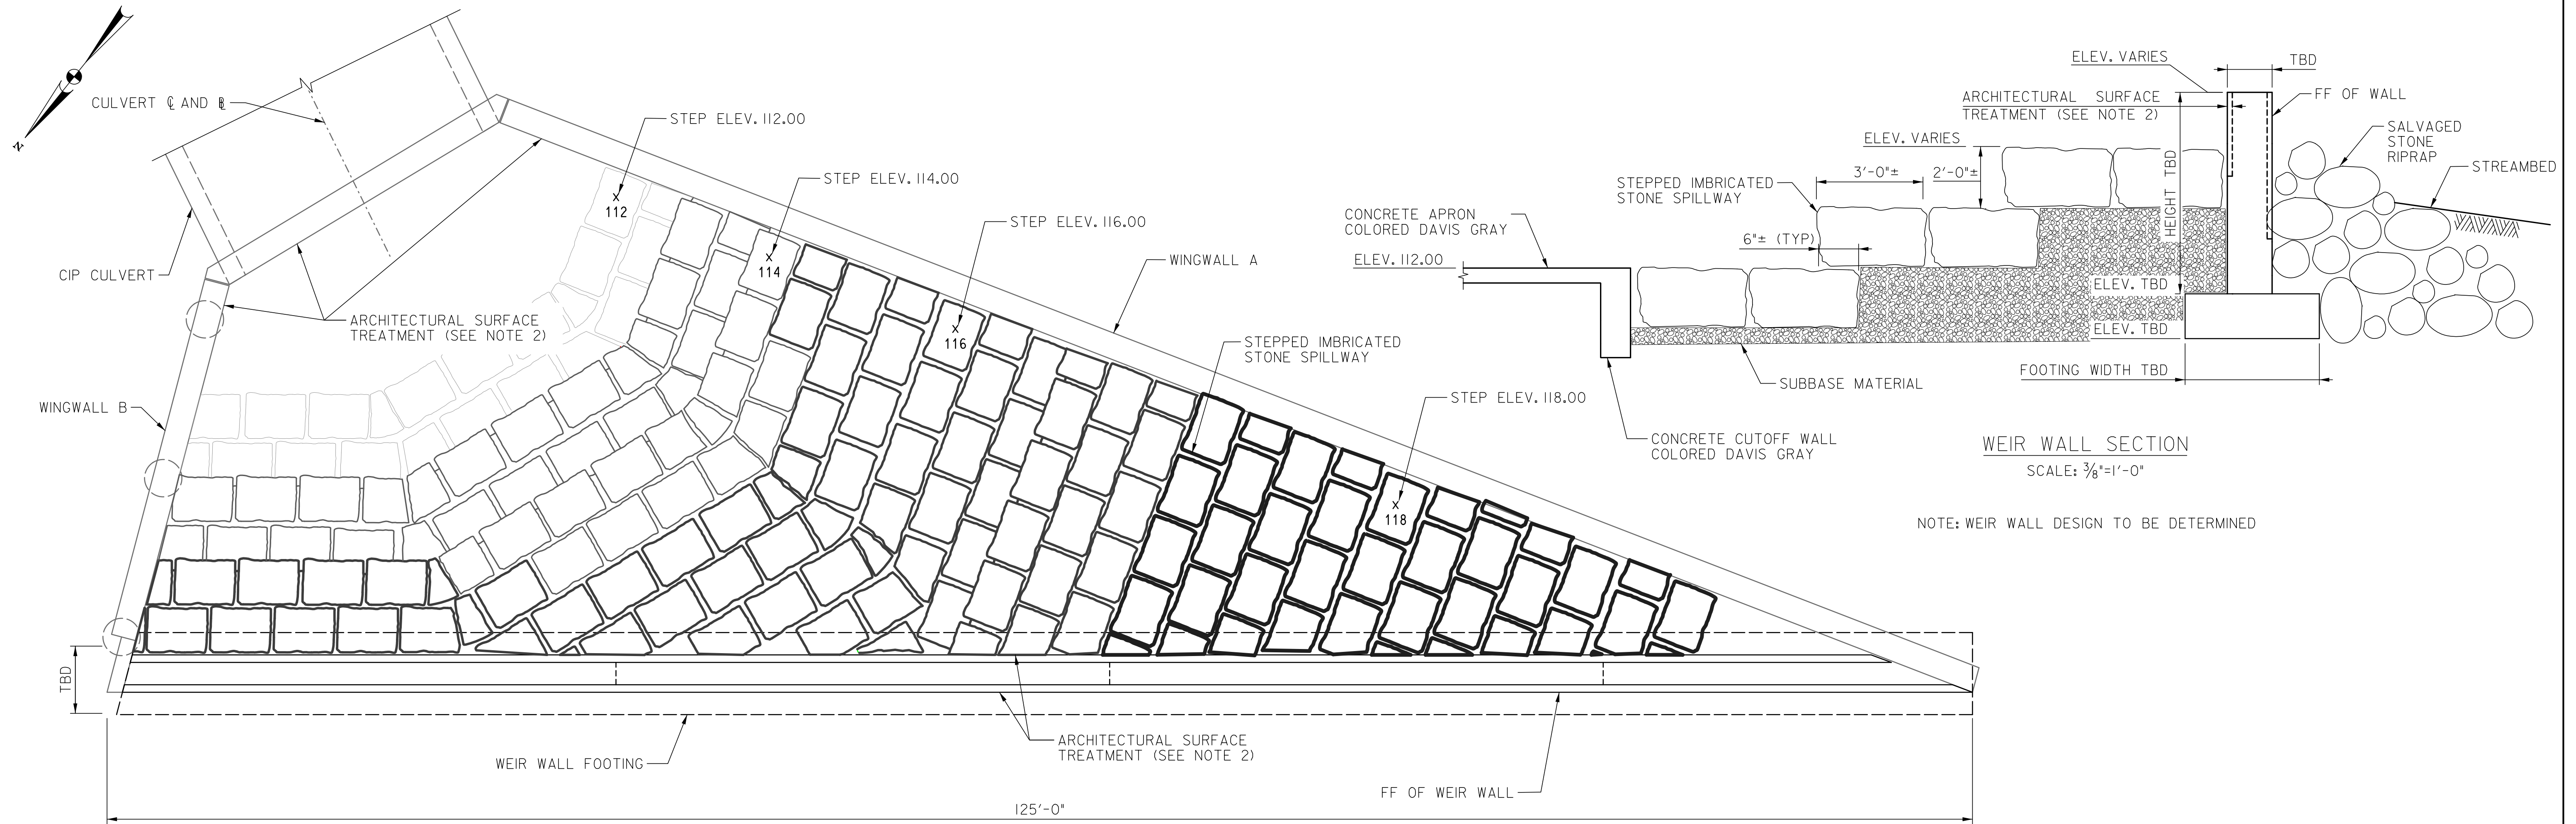 N
CULVERT ℄ AND B
STEP ELEV. 112.00
112
STEP ELEV. 114.00
114
STEP ELEV. 116.00
116
WINGWALL A
CIP CULVERT
ARCHITECTURAL SURFACE
TREATMENT (SEE NOTE 2)
STEPPED IMBRICATED
STONE SPILLWAY
STEP ELEV. 118.00
118
WINGWALL B
TBD
WEIR WALL FOOTING
ARCHITECTURAL SURFACE
TREATMENT (SEE NOTE 2)
FF OF WEIR WALL
125'-0"
ELEV. VARIES
TBD
ARCHITECTURAL SURFACE
TREATMENT (SEE NOTE 2)
FF OF WALL
SALVAGED
STONE
RIPRAP
STREAMBED
ELEV. VARIES
3'-0"±
2'-0"±
HEIGHT TBD
STEPPED IMBRICATED
STONE SPILLWAY
CONCRETE APRON
COLORED DAVIS GRAY
6"± (TYP)
ELEV. 112.00
ELEV. TBD
ELEV. TBD
FOOTING WIDTH TBD
SUBBASE MATERIAL
CONCRETE CUTOFF WALL
COLORED DAVIS GRAY
WEIR WALL SECTION
SCALE: 3/8"=1'-0"
NOTE: WEIR WALL DESIGN TO BE DETERMINED